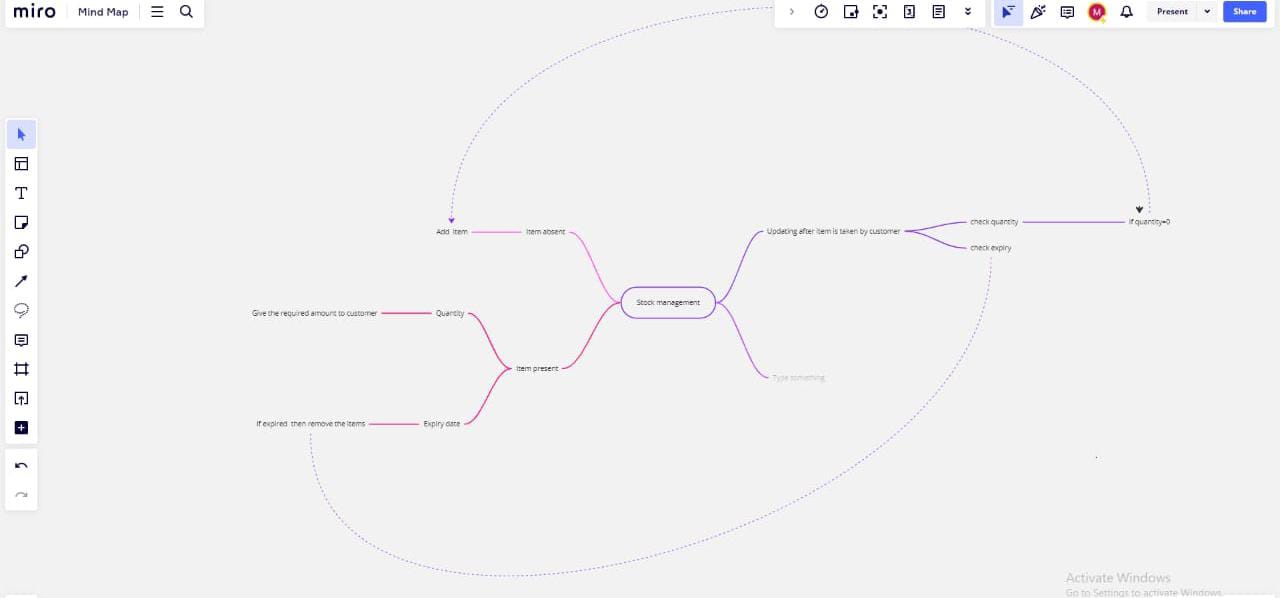 miro
Mind Map
Present
Share
M
check quantity
if quantity=0
Add item
Item absent
Updating after item is taken by customer
check expiry
Stock management
Give the required amount to customer
Quantity
Item present
Type something
If expired then remove the items
Expiry date
Activate Windows
Go to Settings to activate Windows.